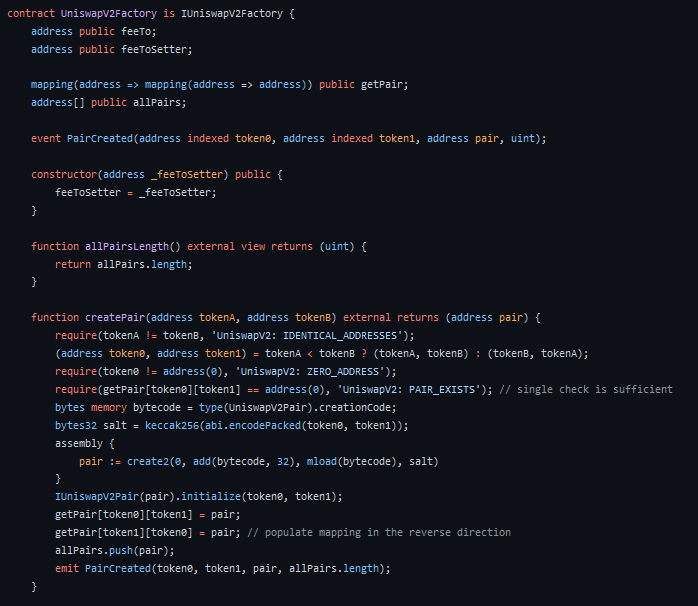 contract UniswapV2Factory is IUniswapV2Factory {
    address public feeTo;
    address public feeToSetter;

    mapping(address => mapping(address => address)) public getPair;
    address[] public allPairs;

    event PairCreated(address indexed token0, address indexed token1, address pair, uint);

    constructor(address _feeToSetter) public {
        feeToSetter = _feeToSetter;
    }

    function allPairsLength() external view returns (uint) {
        return allPairs.length;
    }

    function createPair(address tokenA, address tokenB) external returns (address pair) {
        require(tokenA != tokenB, 'UniswapV2: IDENTICAL_ADDRESSES');
        (address token0, address token1) = tokenA < tokenB ? (tokenA, tokenB) : (tokenB, tokenA);
        require(token0 != address(0), 'UniswapV2: ZERO_ADDRESS');
        require(getPair[token0][token1] == address(0), 'UniswapV2: PAIR_EXISTS'); // single check is sufficient
        bytes memory bytecode = type(UniswapV2Pair).creationCode;
        bytes32 salt = keccak256(abi.encodePacked(token0, token1));
        assembly {
            pair := create2(0, add(bytecode, 32), mload(bytecode), salt)
        }
        IUniswapV2Pair(pair).initialize(token0, token1);
        getPair[token0][token1] = pair;
        getPair[token1][token0] = pair; // populate mapping in the reverse direction
        allPairs.push(pair);
        emit PairCreated(token0, token1, pair, allPairs.length);
    }